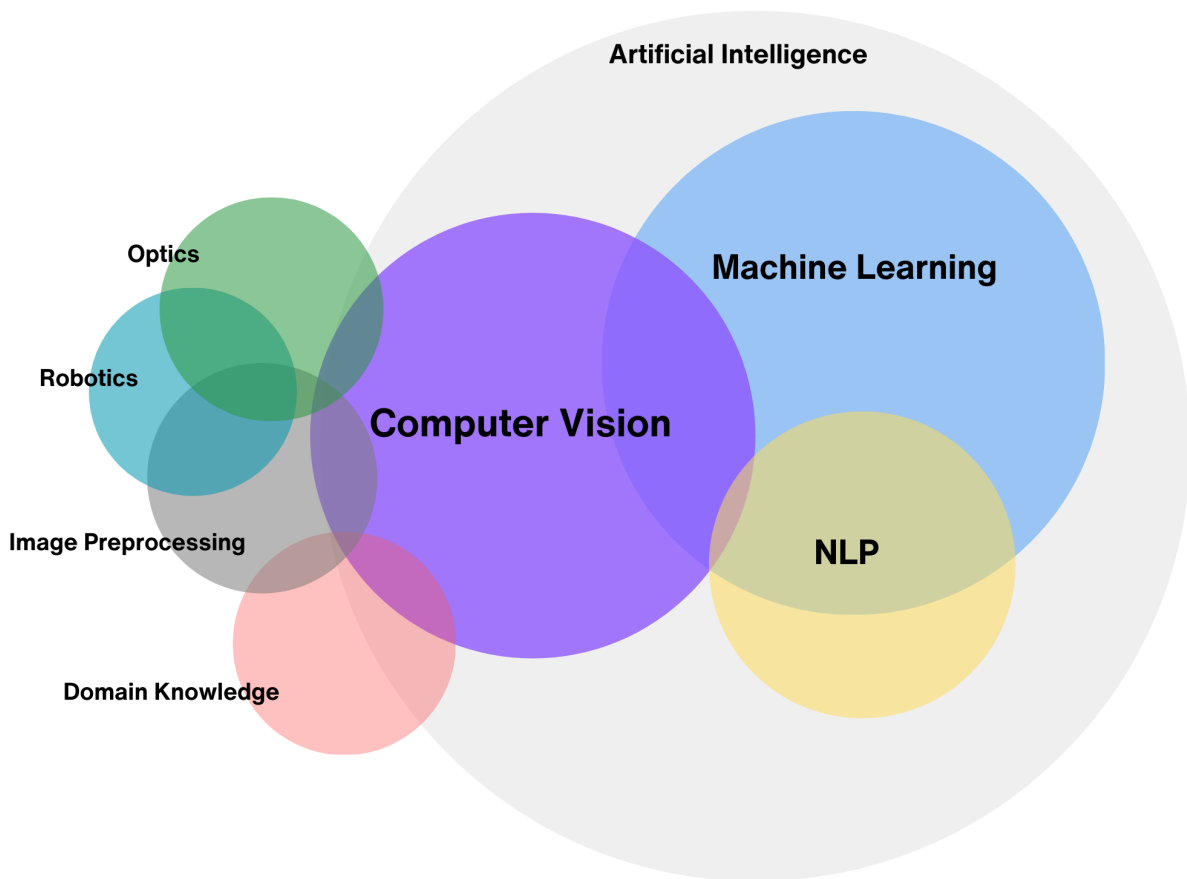 Artificial Intelligence
Optics
Machine Learning
Robotics
Computer Vision
Image Preprocessing
NLP
Domain Knowledge